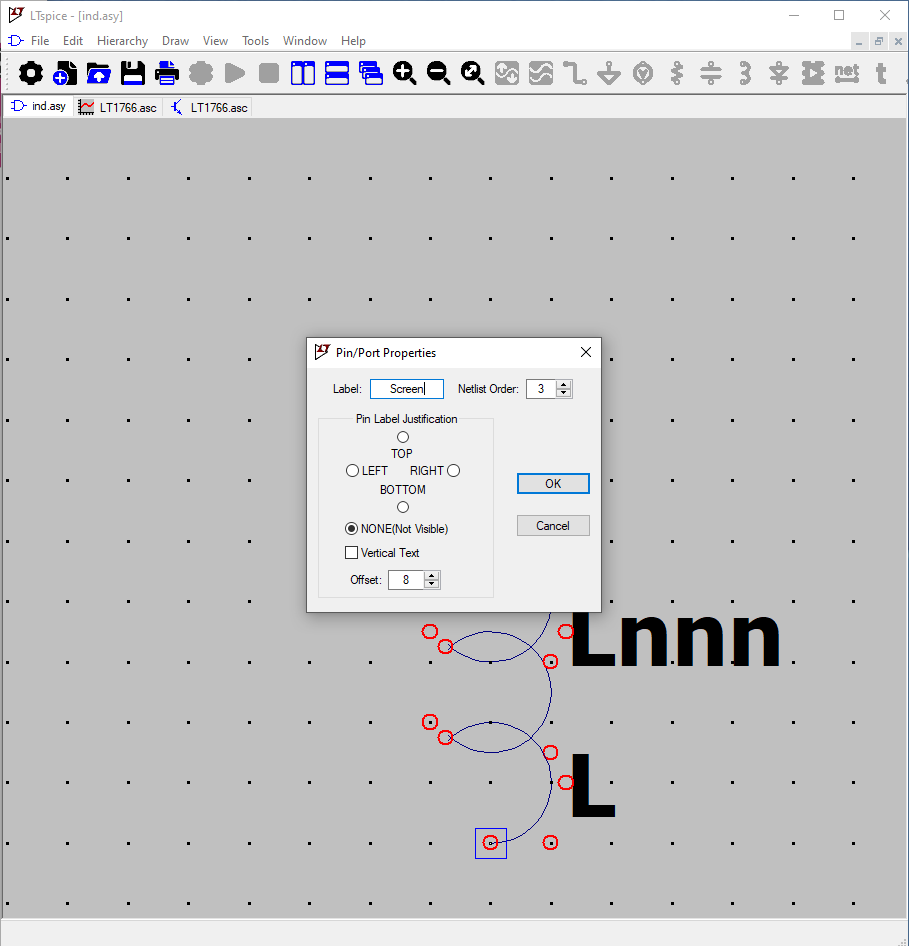 LTspice - [ind.asy]
File Edit Hierarchy Draw View Tools Window Help
net t
ind.asy LT1766.asc LT1766.asc
Pin/Port Properties
Label: Screen Netlist Order: 3
Pin Label Justification
TOP
LEFT RIGHT
BOTTOM
OK
NONE(Not Visible)
Cancel
Vertical Text
Offset: 8
Lnnn
L